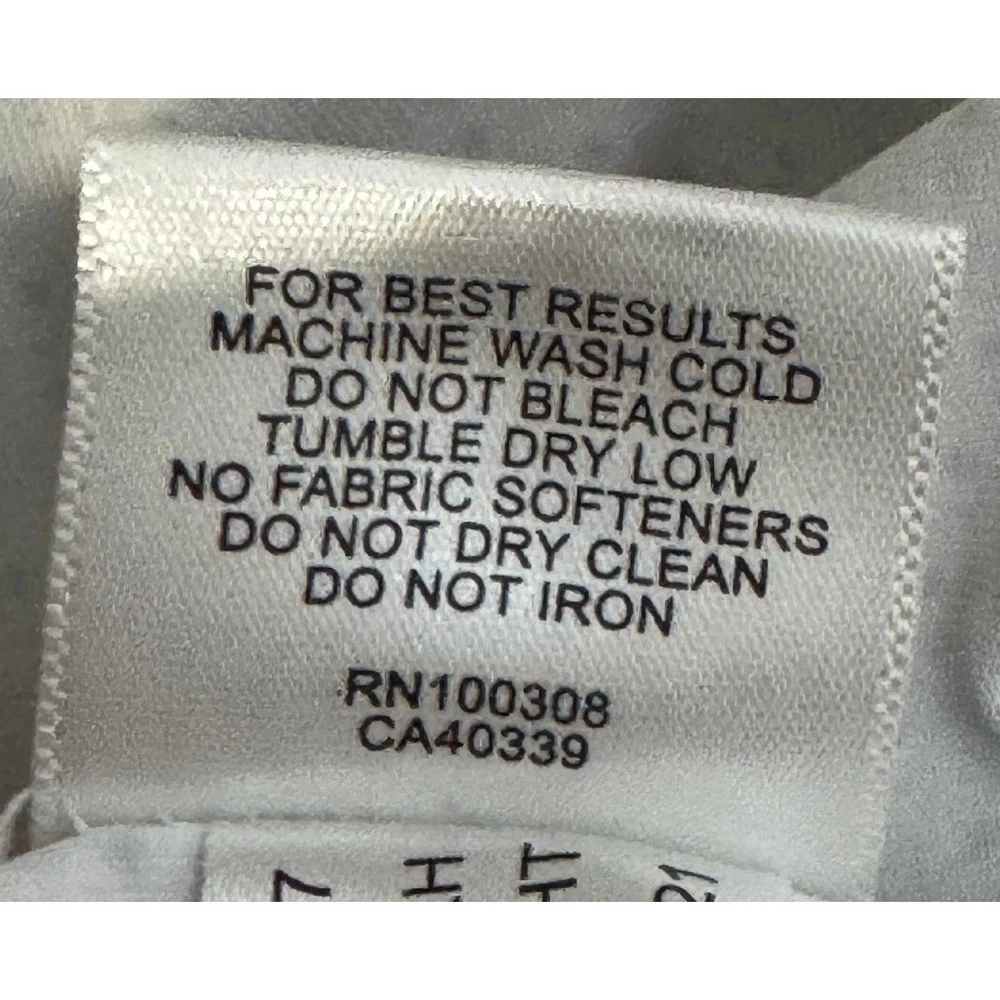 FOR BEST RESULTS
MACHINE WASH COLD
DO NOT BLEACH
TUMBLE DRY LOW
NO FABRIC SOFTENERS
DO NOT DRY CLEAN
DO NOT IRON
RN100308
CA40339